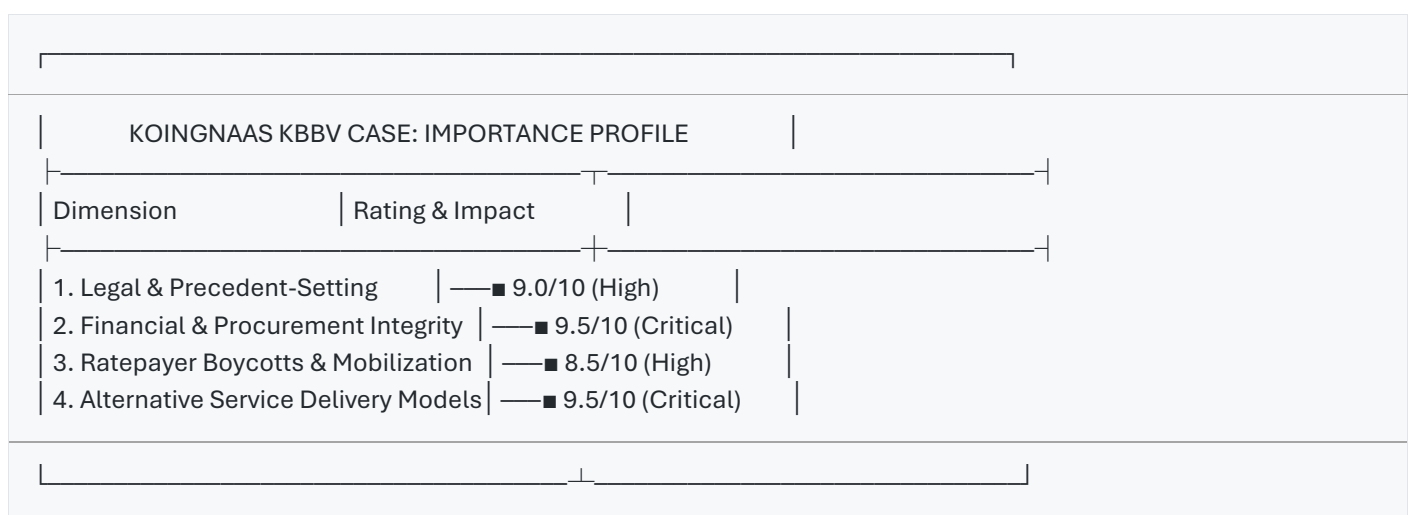 KOINGNAAS KBBV CASE: IMPORTANCE PROFILE
│ Dimension │ Rating & Impact │
│ 1. Legal & Precedent-Setting │ ──■ 9.0/10 (High) │
│ 2. Financial & Procurement Integrity │ ──■ 9.5/10 (Critical) │
│ 3. Ratepayer Boycotts & Mobilization │ ──■ 8.5/10 (High) │
│ 4. Alternative Service Delivery Models│ ──■ 9.5/10 (Critical) │